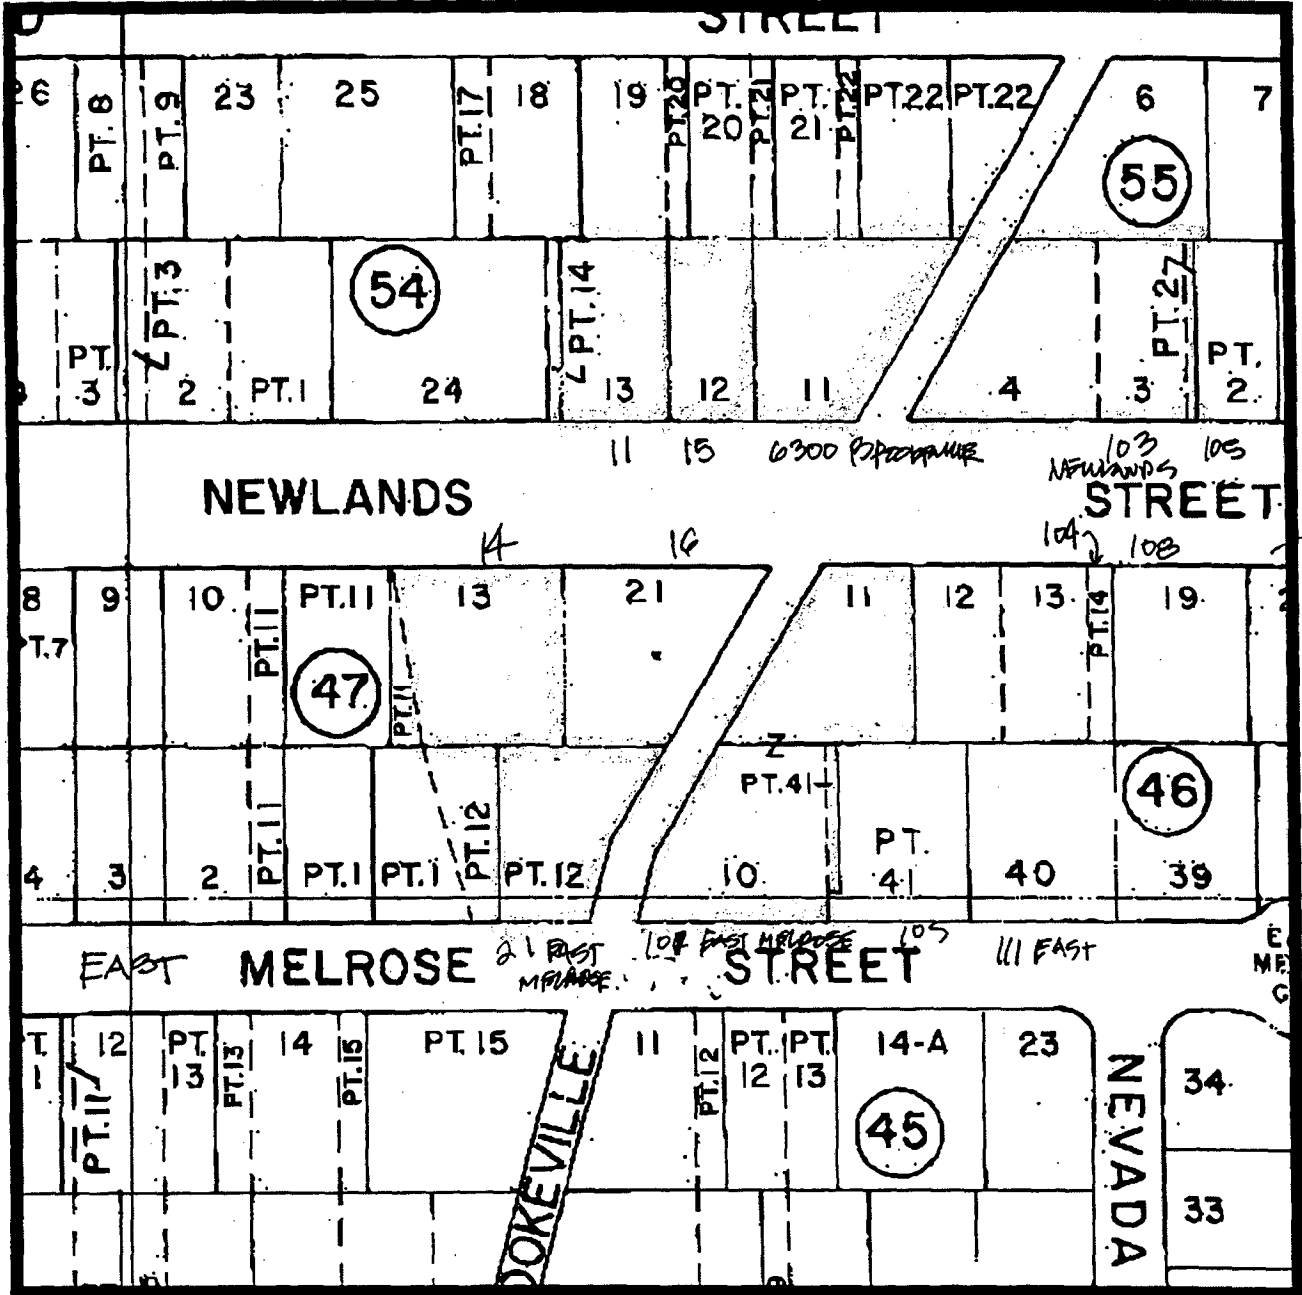 STREET
26 PT.8 PT.9 23 25 PT.17 18 19 PT.20 PT. 20 PT.21 PT. 21 PT.22 PT.22 PT.22 6 7
55
54
PT. 3 PT.3 2 PT.1 24 PT.14 13 12 11 4 3 PT.27 PT. 2
11 15 6300 103 105
NEWLANDS
NEWLANDS STREET
14 16 104 108
8 9 10 PT.11 PT.11 13 21 11 12 13 PT.14 19
PT.7
47 PT.11
Z
PT.41
46
4 3 2 PT.11 PT.1 PT.1 PT.12 PT.12 10 PT. 41 40 39
21 EAST MELROSE EAST MELROSE 105 111 EAST
EAST MELROSE STREET
12 PT.11 PT. 13 PT.13 14 PT.15 PT.15 11 PT.12 PT. 12 PT. 13 14-A 23
34
45
33
OOKEVILLE
NEVADA